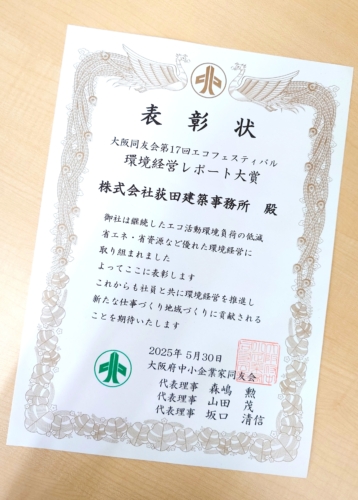 表彰状
大阪同友会第17回エコフェスティバル
環境経営レポート大賞
株式会社荻田建築事務所 殿
御社は継続したエコ活動環境負荷の低減
省エネ・省資源など優れた環境経営に
取り組まれました
よってここに表彰します
これからも社員と共に環境経営を推進し
新たな仕事づくり地域づくりに貢献される
ことを期待いたします
2025年5月30日
大阪府中小企業家同友会
代表理事 森嶋 勲
代表理事 山田 茂
代表理事 坂口 清信